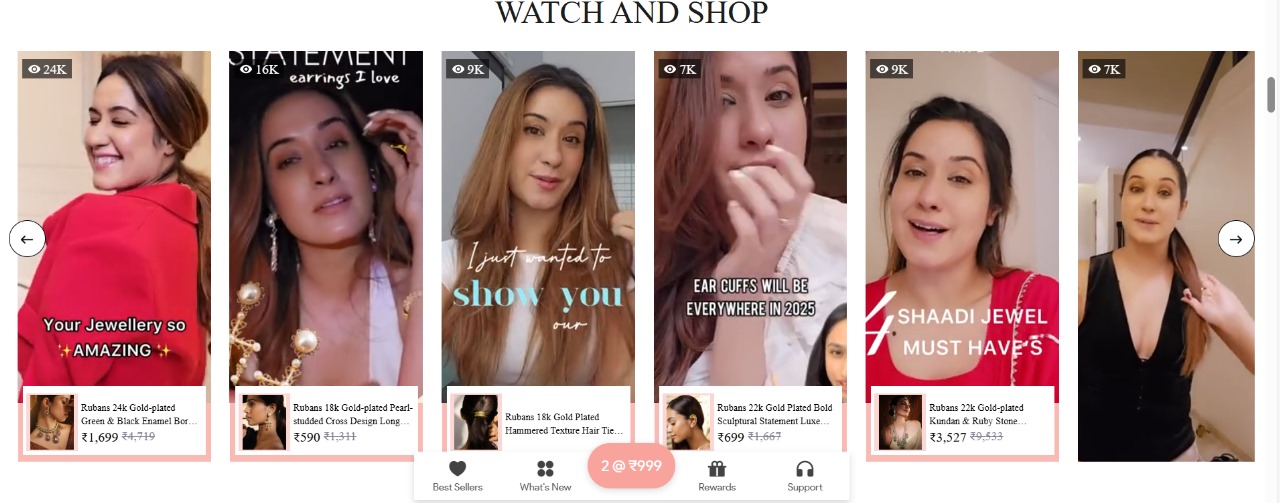 WATCH AND SHOP
24K
16K
9K
7K
9K
7K
STATEMENT
earrings I love
Your Jewellery so
✨AMAZING ✨
I just wanted to
show you
our
EAR CUFFS WILL BE
EVERYWHERE IN 2025
4 SHAADI JEWEL
MUST HAVE'S
Rubans 24k Gold-plated
Green & Black Enamel Bor...
₹1,699 ₹4,719
Rubans 18k Gold-plated Pearl-
studded Cross Design Long...
₹590 ₹1,311
Rubans 18k Gold Plated
Hammered Texture Hair Tie...
Rubans 22k Gold Plated Bold
Sculptural Statement Luxe...
₹699 ₹1,667
Rubans 22k Gold-plated
Kundan & Ruby Stone...
₹3,527 ₹9,533
Best Sellers
What's New
2 @ ₹999
Rewards
Support